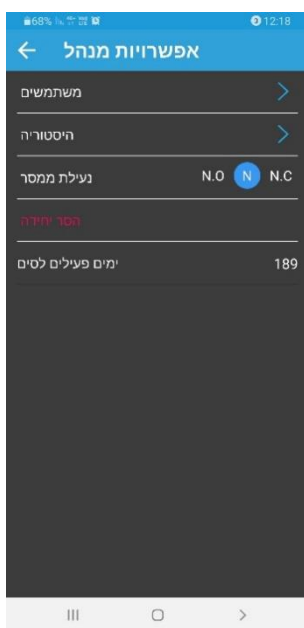 68% 12:18
אפשרויות מנהל
משתמשים
היסטוריה
נעילת ממסר N.O N N.C
הסר יחידה
ימים פעילים לסים 189